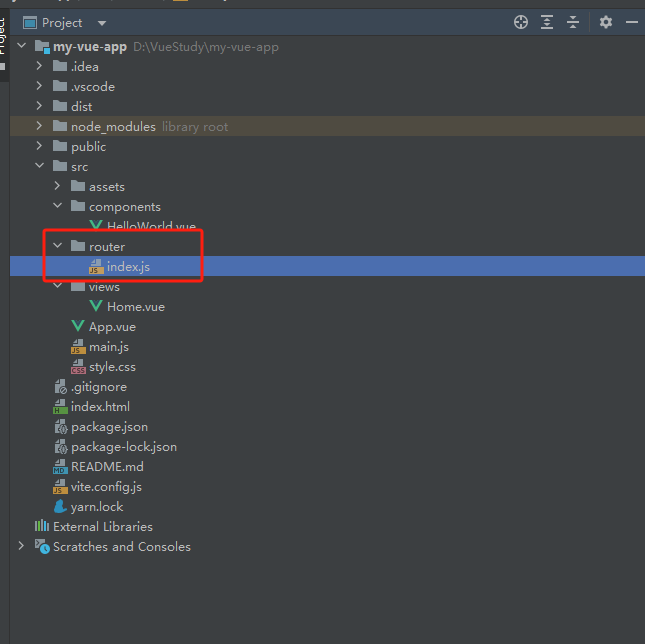 Project
my-vue-app D:\VueStudy\my-vue-app
.idea
.vscode
dist
node_modules library root
public
src
assets
components
HelloWorld.vue
router
index.js
views
Home.vue
App.vue
main.js
style.css
.gitignore
index.html
package.json
package-lock.json
README.md
vite.config.js
yarn.lock
External Libraries
Scratches and Consoles